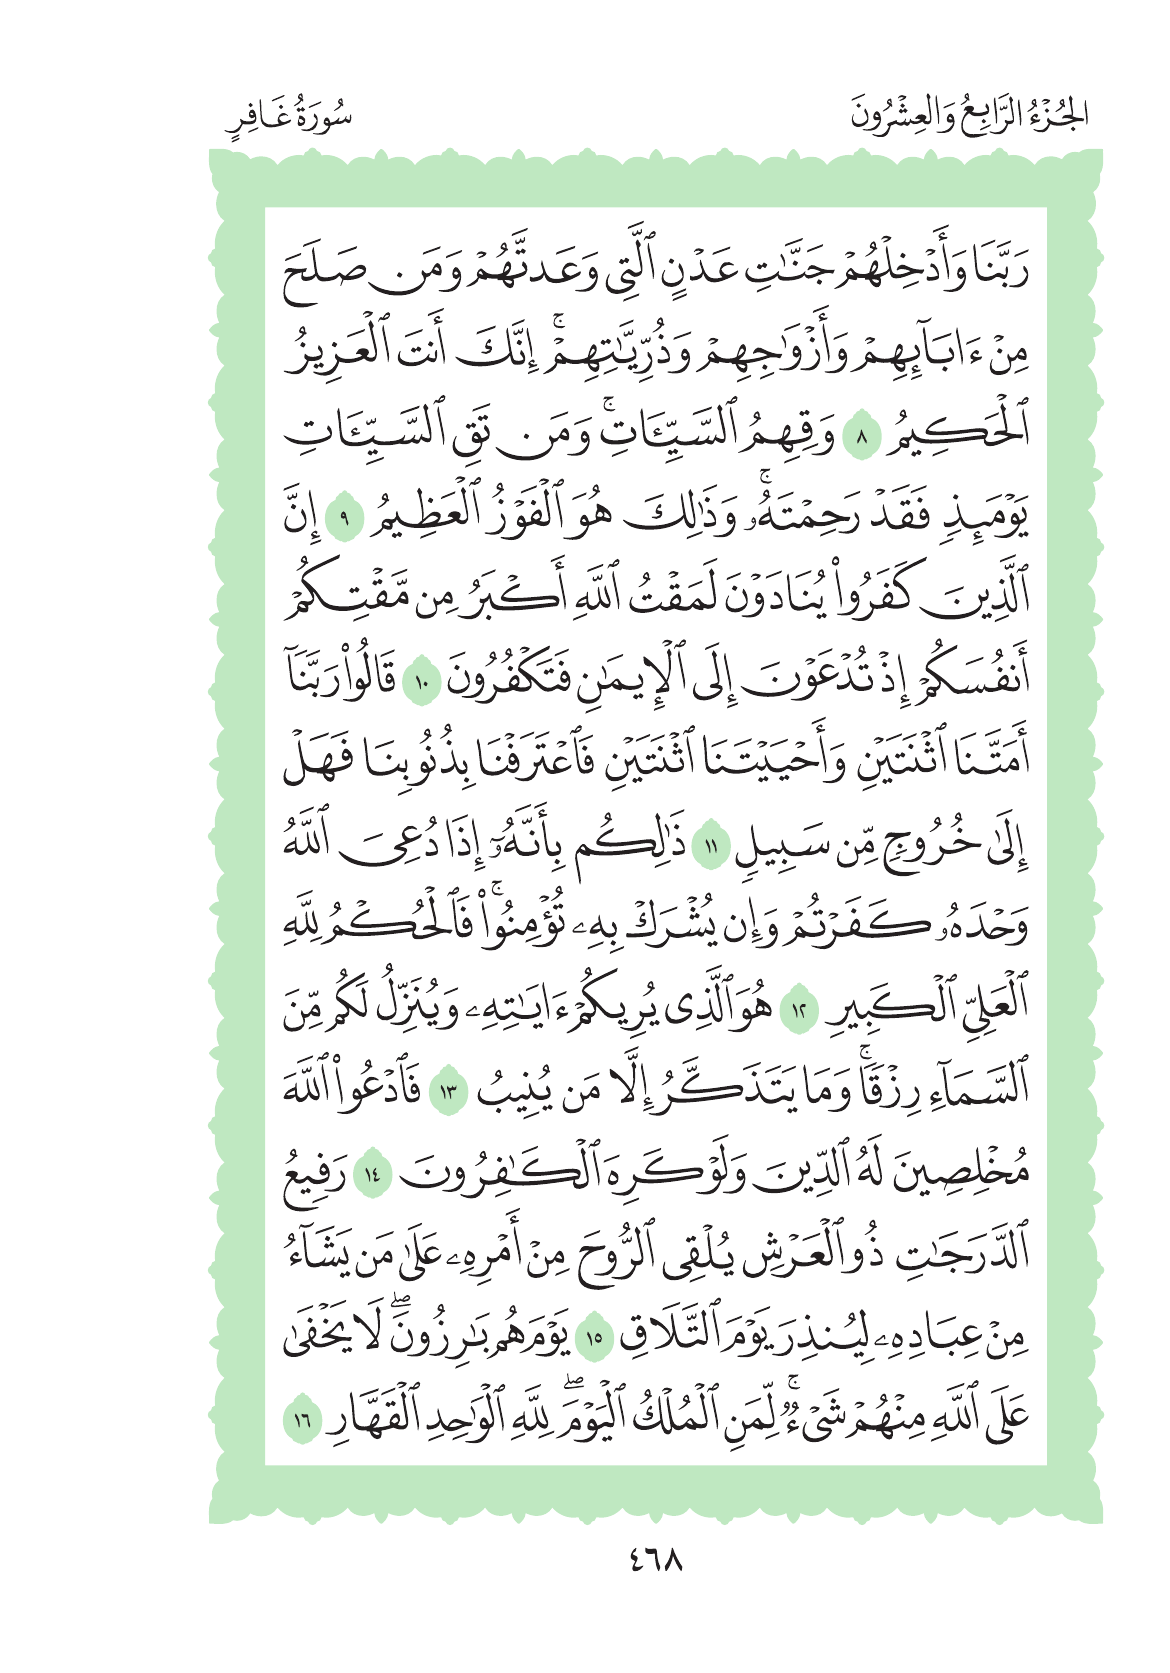 الجُزْءُ الرَّابِعُ وَالعِشْرُونَ
سُورَةُ غَافِرٍ
رَبَّنَا وَأَدۡخِلۡهُمۡ جَنَّٰتِ عَدۡنٍ ٱلَّتِي وَعَدتَّهُمۡ وَمَن صَلَحَ
مِنۡ ءَابَآئِهِمۡ وَأَزۡوَٰجِهِمۡ وَذُرِّيَّٰتِهِمۡۚ إِنَّكَ أَنتَ ٱلۡعَزِيزُ
ٱلۡحَكِيمُ ٨ وَقِهِمُ ٱلسَّيِّـَٔاتِۚ وَمَن تَقِ ٱلسَّيِّـَٔاتِ
يَوۡمَئِذٖ فَقَدۡ رَحِمۡتَهُۥۚ وَذَٰلِكَ هُوَ ٱلۡفَوۡزُ ٱلۡعَظِيمُ ٩ إِنَّ
ٱلَّذِينَ كَفَرُواْ يُنَادَوۡنَ لَمَقۡتُ ٱللَّهِ أَكۡبَرُ مِن مَّقۡتِكُمۡ
أَنفُسَكُمۡ إِذۡ تُدۡعَوۡنَ إِلَى ٱلۡإِيمَٰنِ فَتَكۡفُرُونَ ١٠ قَالُواْ رَبَّنَآ
أَمَتَّنَا ٱثۡنَتَيۡنِ وَأَحۡيَيۡتَنَا ٱثۡنَتَيۡنِ فَٱعۡتَرَفۡنَا بِذُنُوبِنَا فَهَلۡ
إِلَىٰ خُرُوجٖ مِّن سَبِيلٖ ١١ ذَٰلِكُم بِأَنَّهُۥٓ إِذَا دُعِيَ ٱللَّهُ
وَحۡدَهُۥ كَفَرۡتُمۡ وَإِن يُشۡرَكۡ بِهِۦ تُؤۡمِنُواْۚ فَٱلۡحُكۡمُ لِلَّهِ
ٱلۡعَلِيِّ ٱلۡكَبِيرِ ١٢ هُوَ ٱلَّذِي يُرِيكُمۡ ءَايَٰتِهِۦ وَيُنَزِّلُ لَكُم مِّنَ
ٱلسَّمَآءِ رِزۡقٗاۚ وَمَا يَتَذَكَّرُ إِلَّا مَن يُنِيبُ ١٣ فَٱدۡعُواْ ٱللَّهَ
مُخۡلِصِينَ لَهُ ٱلدِّينَ وَلَوۡ كَرِهَ ٱلۡكَٰفِرُونَ ١٤ رَفِيعُ
ٱلدَّرَجَٰتِ ذُو ٱلۡعَرۡشِ يُلۡقِي ٱلرُّوحَ مِنۡ أَمۡرِهِۦ عَلَىٰ مَن يَشَآءُ
مِنۡ عِبَادِهِۦ لِيُنذِرَ يَوۡمَ ٱلتَّلَاقِ ١٥ يَوۡمَ هُم بَٰرِزُونَۖ لَا يَخۡفَىٰ
عَلَى ٱللَّهِ مِنۡهُمۡ شَيۡءٞۚ لِّمَنِ ٱلۡمُلۡكُ ٱلۡيَوۡمَۖ لِلَّهِ ٱلۡوَٰحِدِ ٱلۡقَهَّارِ ١٦
٤٦٨